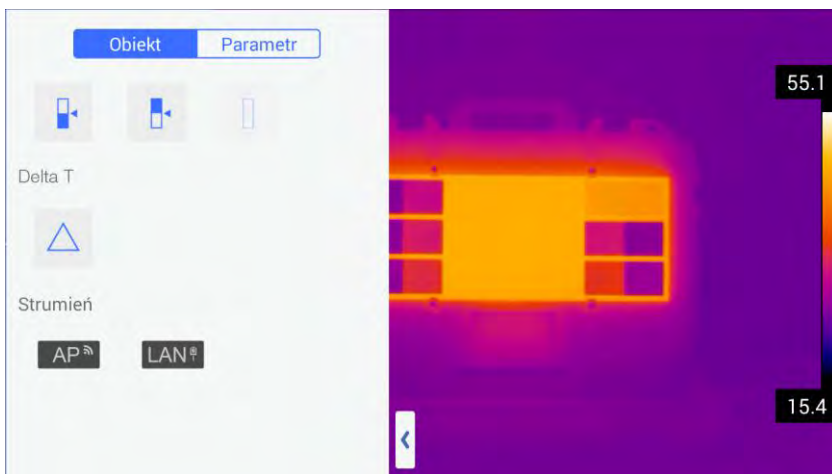 Obiekt Parametr
55.1
Delta T
Strumień
AP LAN
15.4